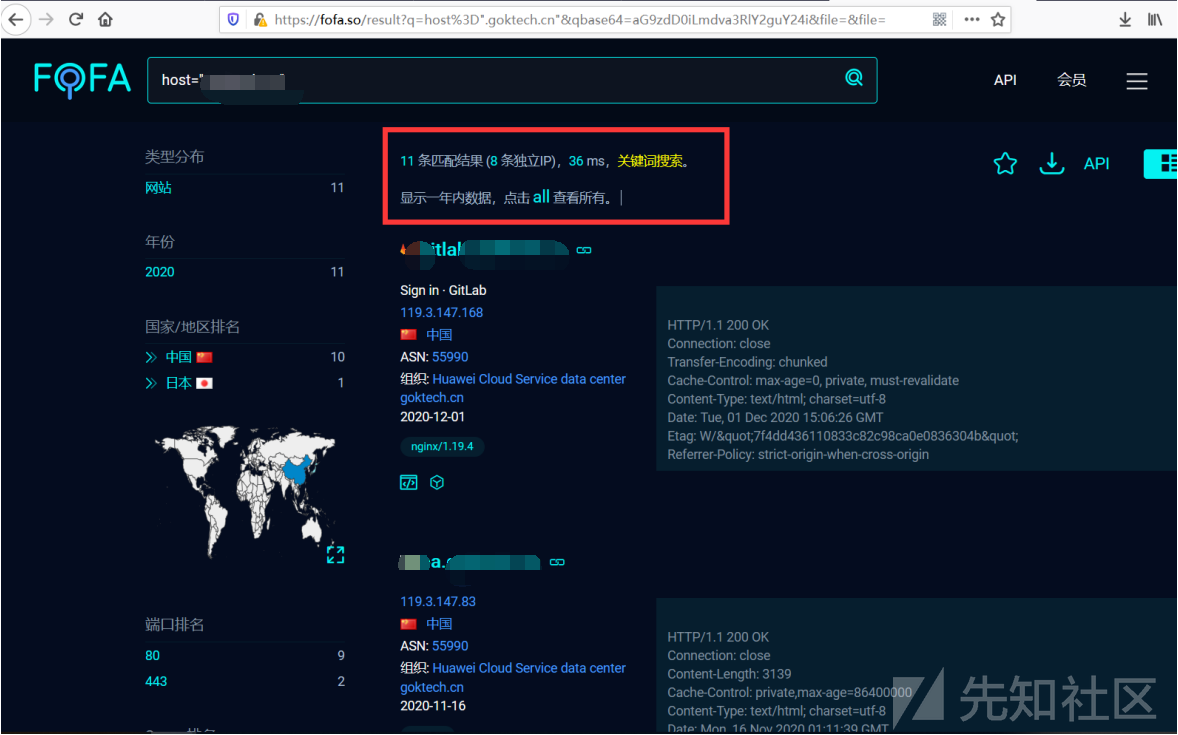 https://fofa.so/result?q=host%3D".goktech.cn"&qbase64=aG9zdD0iLmdva3RlY2guY24i&file=&file=
FOFA
host="
API
会员
类型分布
网站 11
年份
2020 11
国家/地区排名
中国 10
日本 1
端口排名
80 9
443 2
11 条匹配结果 (8 条独立IP)，36 ms，关键词搜索。
显示一年内数据，点击 all 查看所有。
API
itlab
Sign in · GitLab
119.3.147.168
中国
ASN: 55990
组织: Huawei Cloud Service data center
goktech.cn
2020-12-01
nginx/1.19.4
HTTP/1.1 200 OK
Connection: close
Transfer-Encoding: chunked
Cache-Control: max-age=0, private, must-revalidate
Content-Type: text/html; charset=utf-8
Date: Tue, 01 Dec 2020 15:06:26 GMT
Etag: W/&quot;7f4dd436110833c82c98ca0e0836304b&quot;
Referrer-Policy: strict-origin-when-cross-origin
a.
119.3.147.83
中国
ASN: 55990
组织: Huawei Cloud Service data center
goktech.cn
2020-11-16
HTTP/1.1 200 OK
Connection: close
Content-Length: 3139
Cache-Control: private,max-age=86400000
Content-Type: text/html; charset=utf-8
Date: Mon, 16 Nov 2020 01:11:39 GMT
先知社区